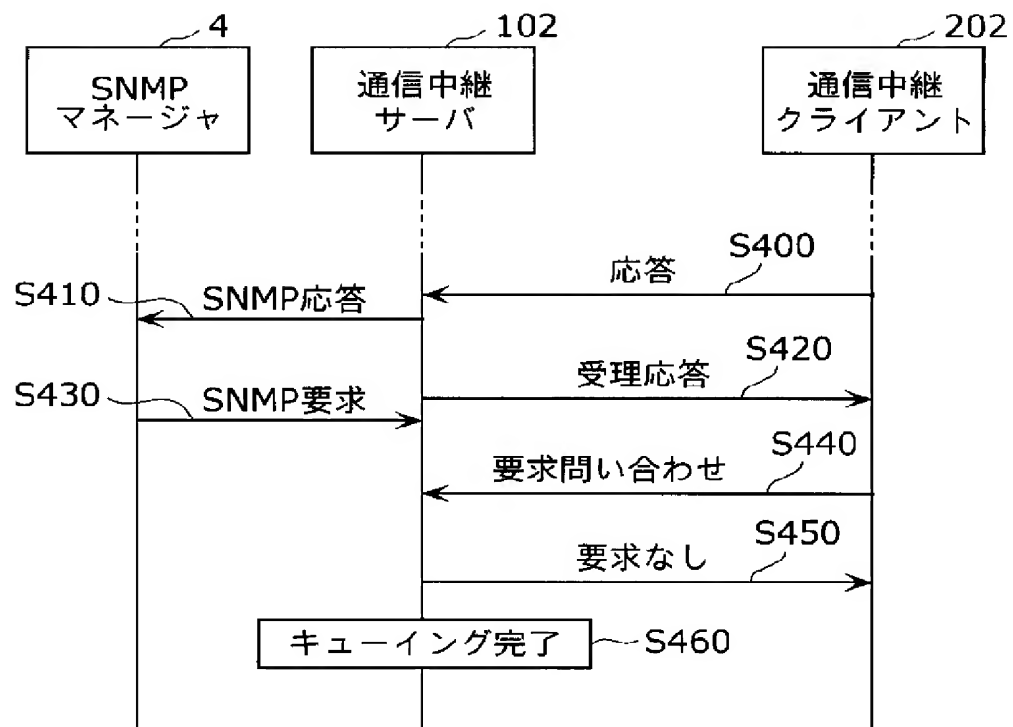 4
102
202
SNMP
マネージャ
通信中継
サーバ
通信中継
クライアント
S400
応答
S410
SNMP応答
S420
受理応答
S430
SNMP要求
S440
要求問い合わせ
S450
要求なし
キューイング完了
S460